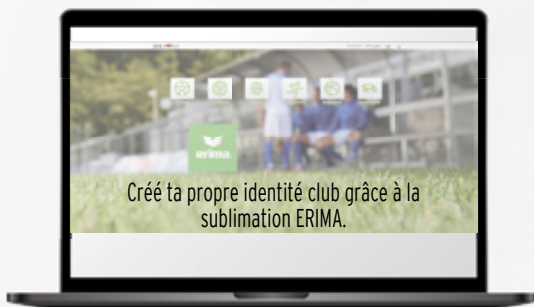 erima
Créé ta propre identité club grâce à la
sublimation ERIMA.